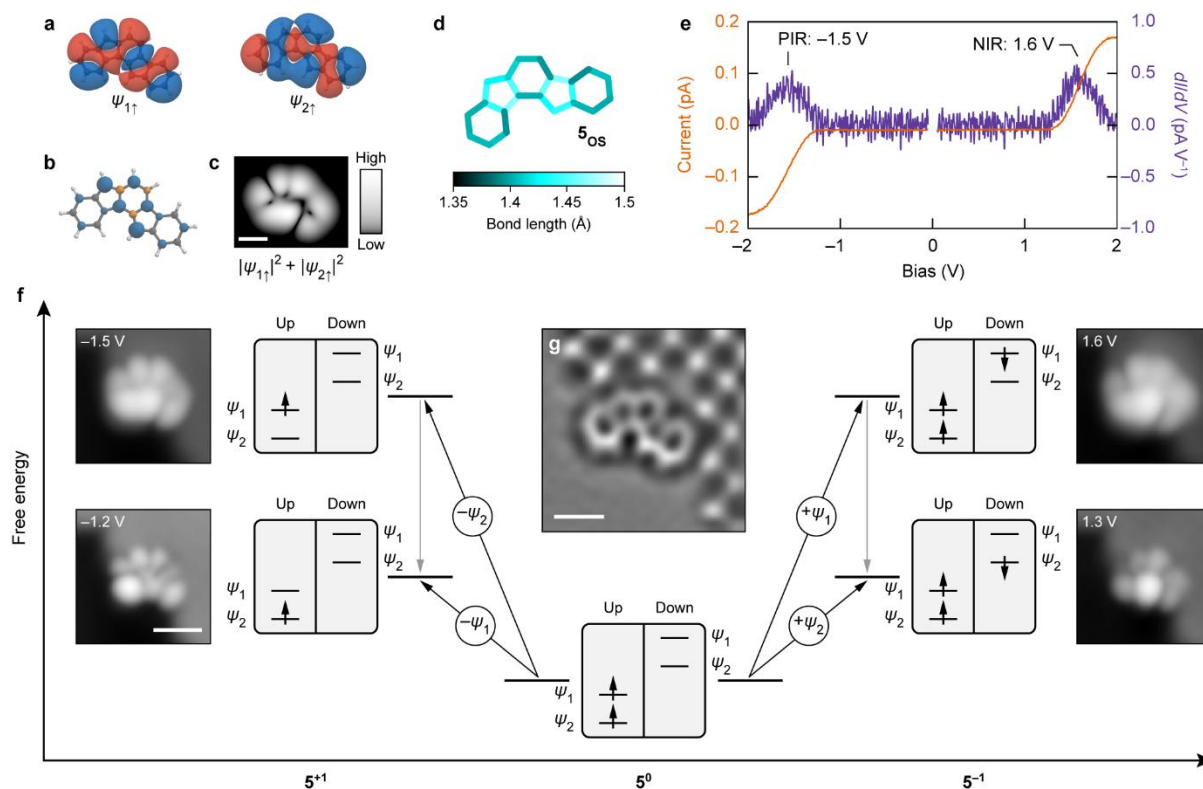 a
ψ1↑
ψ2↑
b
c
High
Low
|ψ1↑|² + |ψ2↑|²
d
5OS
1.35 1.4 1.45 1.5
Bond length (Å)
e
PIR: –1.5 V
NIR: 1.6 V
Current (pA)
0.2
0.1
0.0
–0.1
–0.2
dI/dV (pA V⁻¹)
1.0
0.5
0.0
–0.5
–1.0
–2 –1 0 1 2
Bias (V)
f
Free energy
–1.5 V
Up Down
ψ1
ψ2
ψ1
ψ2
–1.2 V
Up Down
ψ1
ψ2
ψ1
ψ2
–ψ2
–ψ1
g
Up Down
ψ1
ψ2
ψ1
ψ2
+ψ1
+ψ2
Up Down
ψ1
ψ2
ψ1
ψ2
1.6 V
Up Down
ψ1
ψ2
ψ1
ψ2
1.3 V
5⁺¹ 5⁰ 5⁻¹